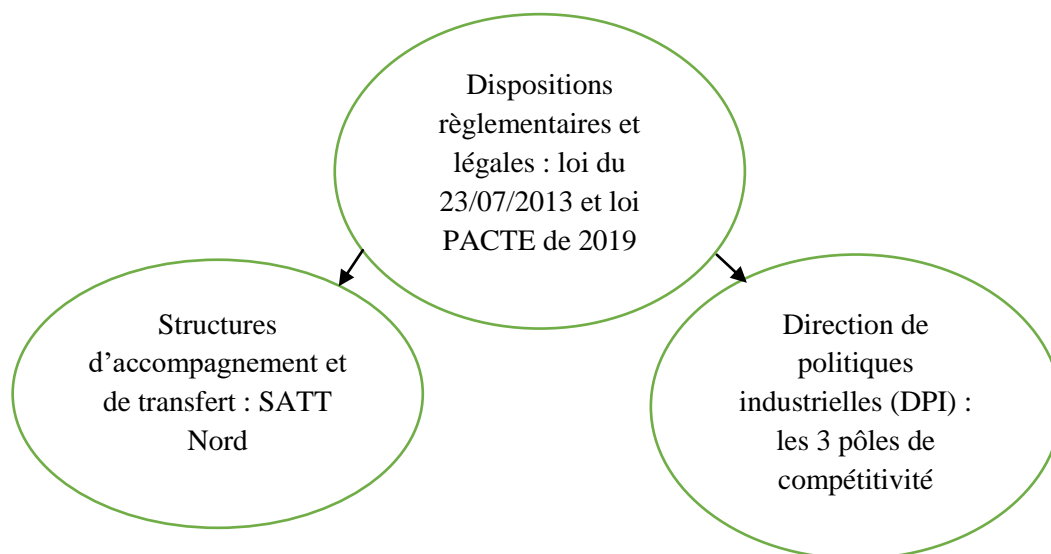 Dispositions
règlementaires et
légales : loi du
23/07/2013 et loi
PACTE de 2019
Structures
d’accompagnement et
de transfert : SATT
Nord
Direction de
politiques
industrielles (DPI) :
les 3 pôles de
compétitivité